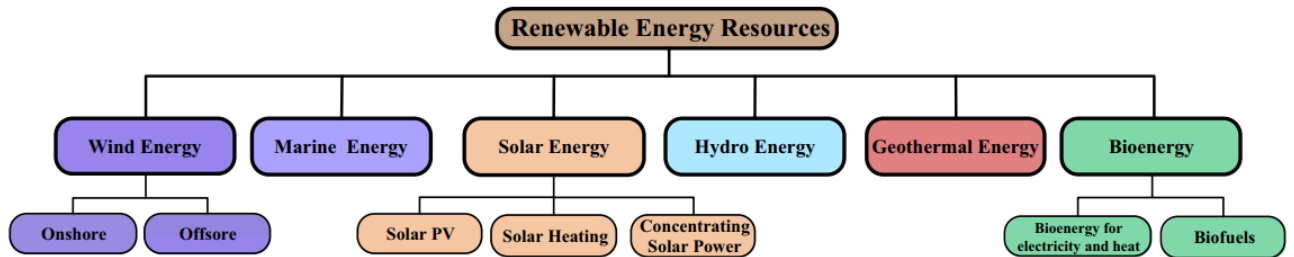 Renewable Energy Resources
Wind Energy
Marine Energy
Solar Energy
Hydro Energy
Geothermal Energy
Bioenergy
Onshore
Offsore
Solar PV
Solar Heating
Concentrating
Solar Power
Bioenergy for
electricity and heat
Biofuels